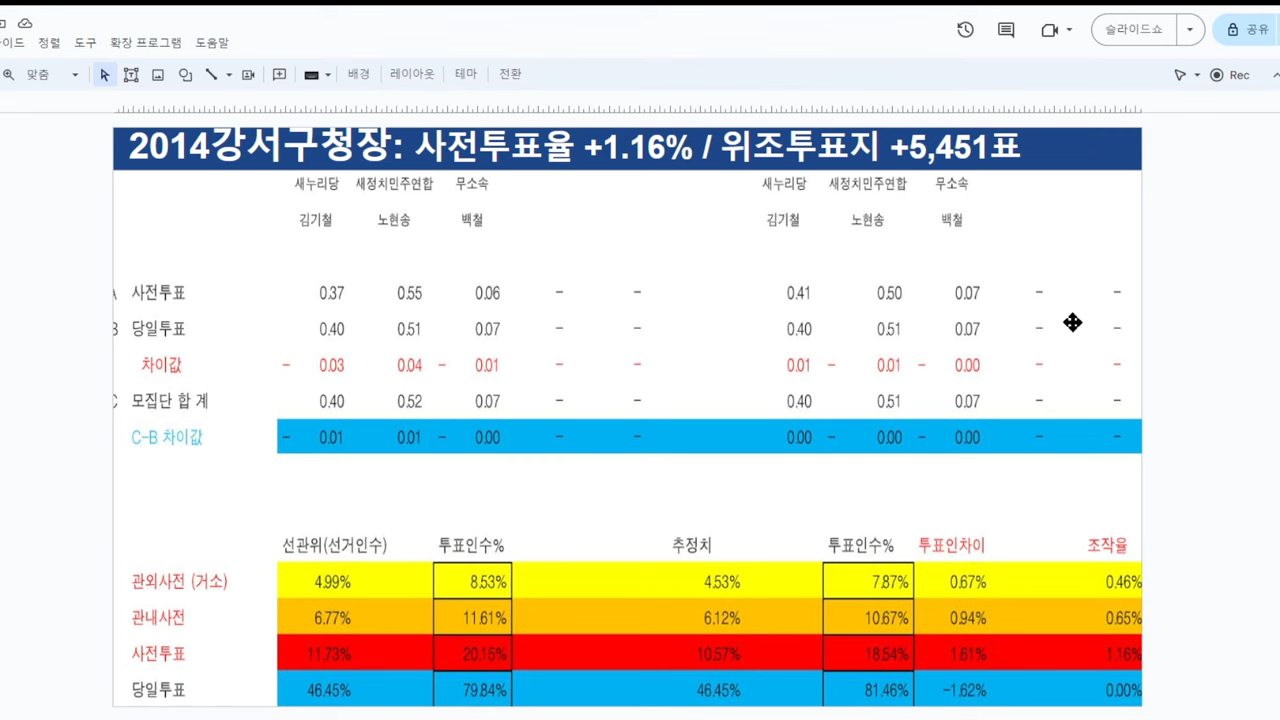 정렬 도구 확장 프로그램 도움말
슬라이드쇼 공유
맞춤 배경 레이아웃 테마 전환 Rec
2014강서구청장: 사전투표율 +1.16% / 위조투표지 +5,451표
새누리당 새정치민주연합 무소속 새누리당 새정치민주연합 무소속
김기철 노현송 백철 김기철 노현송 백철
사전투표 0.37 0.55 0.06 - - 0.41 0.50 0.07 - -
B 당일투표 0.40 0.51 0.07 - - 0.40 0.51 0.07 - -
차이값 - 0.03 0.04 - 0.01 - - 0.01 - 0.01 - 0.00 - -
C 모집단 합 계 0.40 0.52 0.07 - - 0.40 0.51 0.07 - -
C-B 차이값 - 0.01 0.01 - 0.00 - - 0.00 - 0.00 - 0.00 - -
선관위(선거인수) 투표인수% 추정치 투표인수% 투표인차이 조작율
관외사전 (거소) 4.99% 8.53% 4.53% 7.87% 0.67% 0.46%
관내사전 6.77% 11.61% 6.12% 10.67% 0.94% 0.65%
사전투표 11.73% 20.15% 10.57% 18.54% 1.61% 1.16%
당일투표 46.45% 79.84% 46.45% 81.46% -1.62% 0.00%